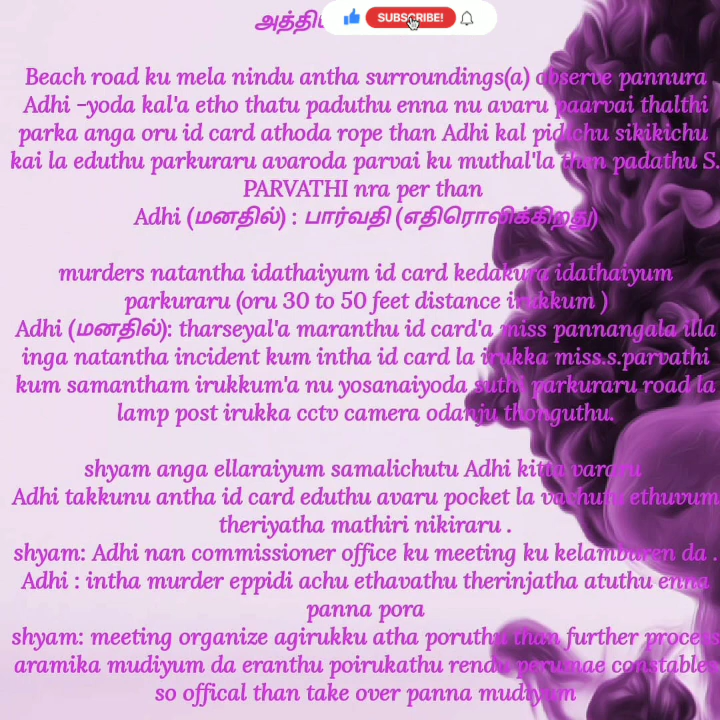 SUBSCRIBE!
Beach road ku mela nindu antha surroundings(a) observe pannura
Adhi -yoda kal'a etho thatu paduthu enna nu avaru paarvai thalthi
parka anga oru id card athoda rope than Adhi kal pidichu sikikichu
kai la eduthu parkuraru avaroda parvai ku muthal'la than padathu S.
PARVATHI nra per than
Adhi (மனதில்) : பார்வதி (எதிரொலிக்கிறது)
murders natantha idathaiyum id card kedakura idathaiyum
parkuraru (oru 30 to 50 feet distance irukkum )
Adhi (மனதில்): tharseyal'a maranthu id card'a miss pannangala illa
inga natantha incident kum intha id card la irukka miss.s.parvathi
kum samantham irukkum'a nu yosanaiyoda suthi parkuraru road la
lamp post irukka cctv camera odanju thonguthu.
shyam anga ellaraiyum samalichutu Adhi kitta vararu
Adhi takkunu antha id card eduthu avaru pocket la vachutu ethuvum
theriyatha mathiri nikiraru .
shyam: Adhi nan commissioner office ku meeting ku kelamburen da .
Adhi : intha murder eppidi achu ethavathu therinjatha atuthu enna
panna pora
shyam: meeting organize agirukku atha poruthu than further process
aramika mudiyum da eranthu poirukathu rendu perumae constables
so offical than take over panna mudiyum